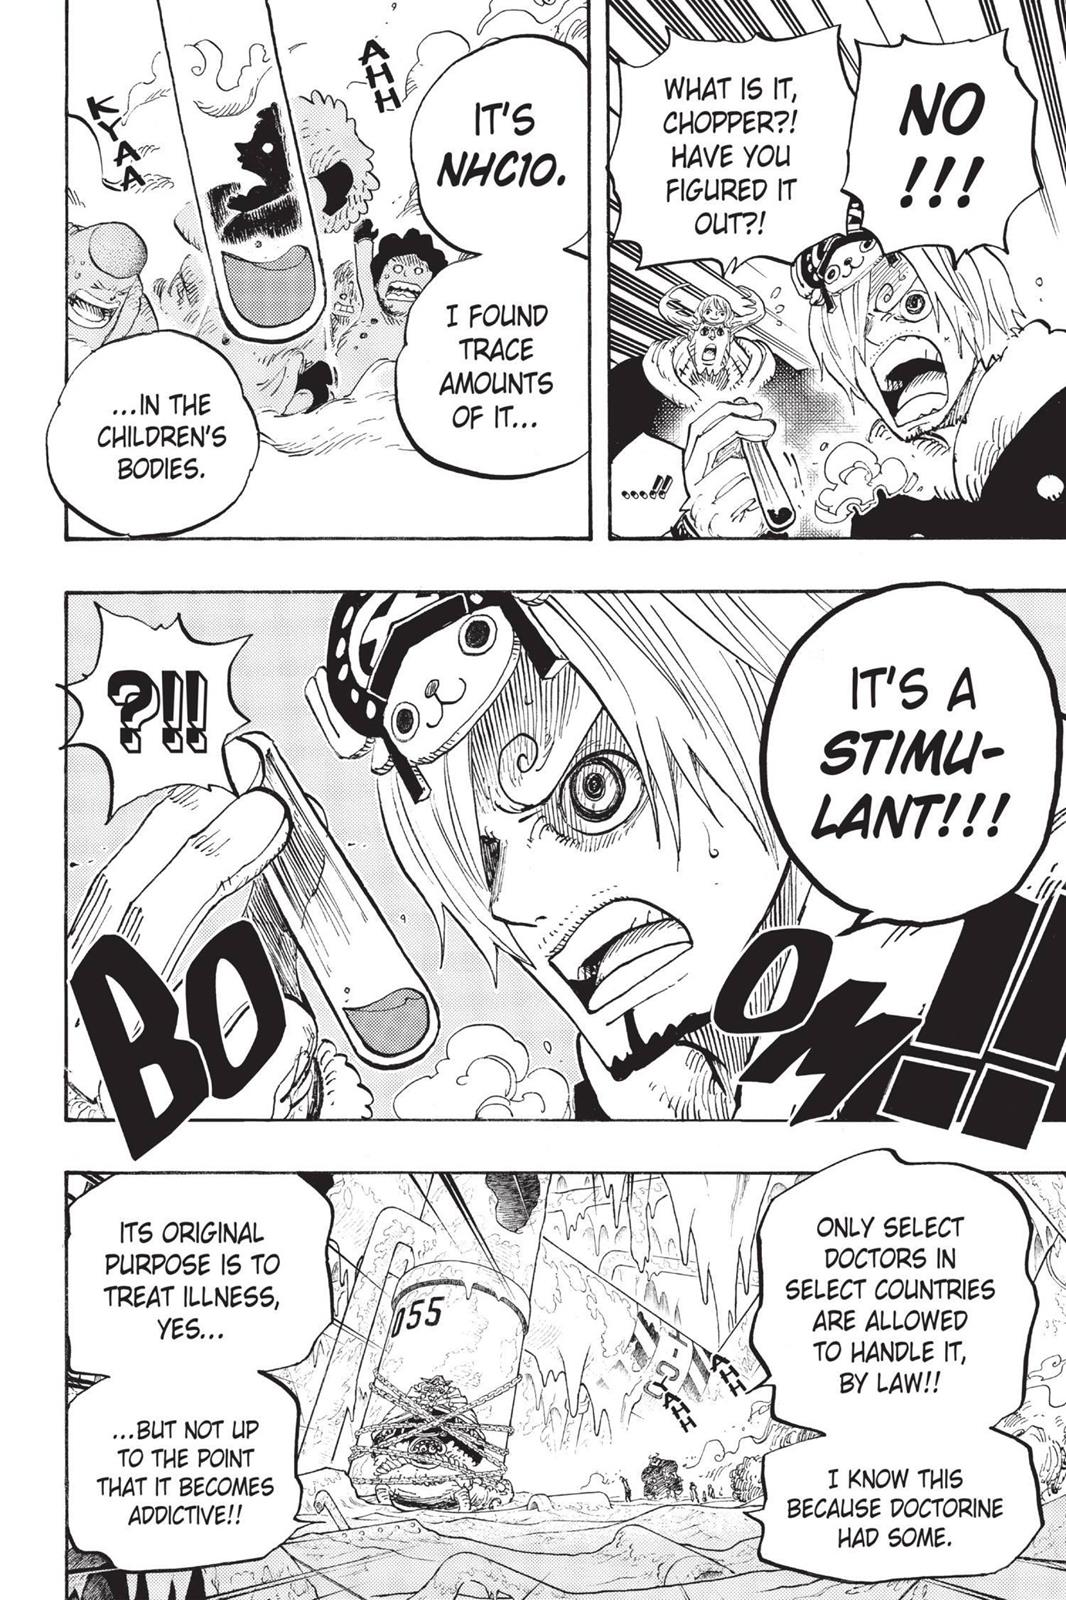 NO
!!!
WHAT IS IT,
CHOPPER?!
HAVE YOU
FIGURED IT
OUT?!
...!!
IT'S
NHC10.
I FOUND
TRACE
AMOUNTS
OF IT...
AHH
KYAA
...IN THE
CHILDREN'S
BODIES.
IT'S A
STIMU-
LANT!!!
?!!
BOOM!!
ONLY SELECT
DOCTORS IN
SELECT COUNTRIES
ARE ALLOWED
TO HANDLE IT,
BY LAW!!
I KNOW THIS
BECAUSE DOCTORINE
HAD SOME.
AHH
AHH
055
ITS ORIGINAL
PURPOSE IS TO
TREAT ILLNESS,
YES...
...BUT NOT UP
TO THE POINT
THAT IT BECOMES
ADDICTIVE!!